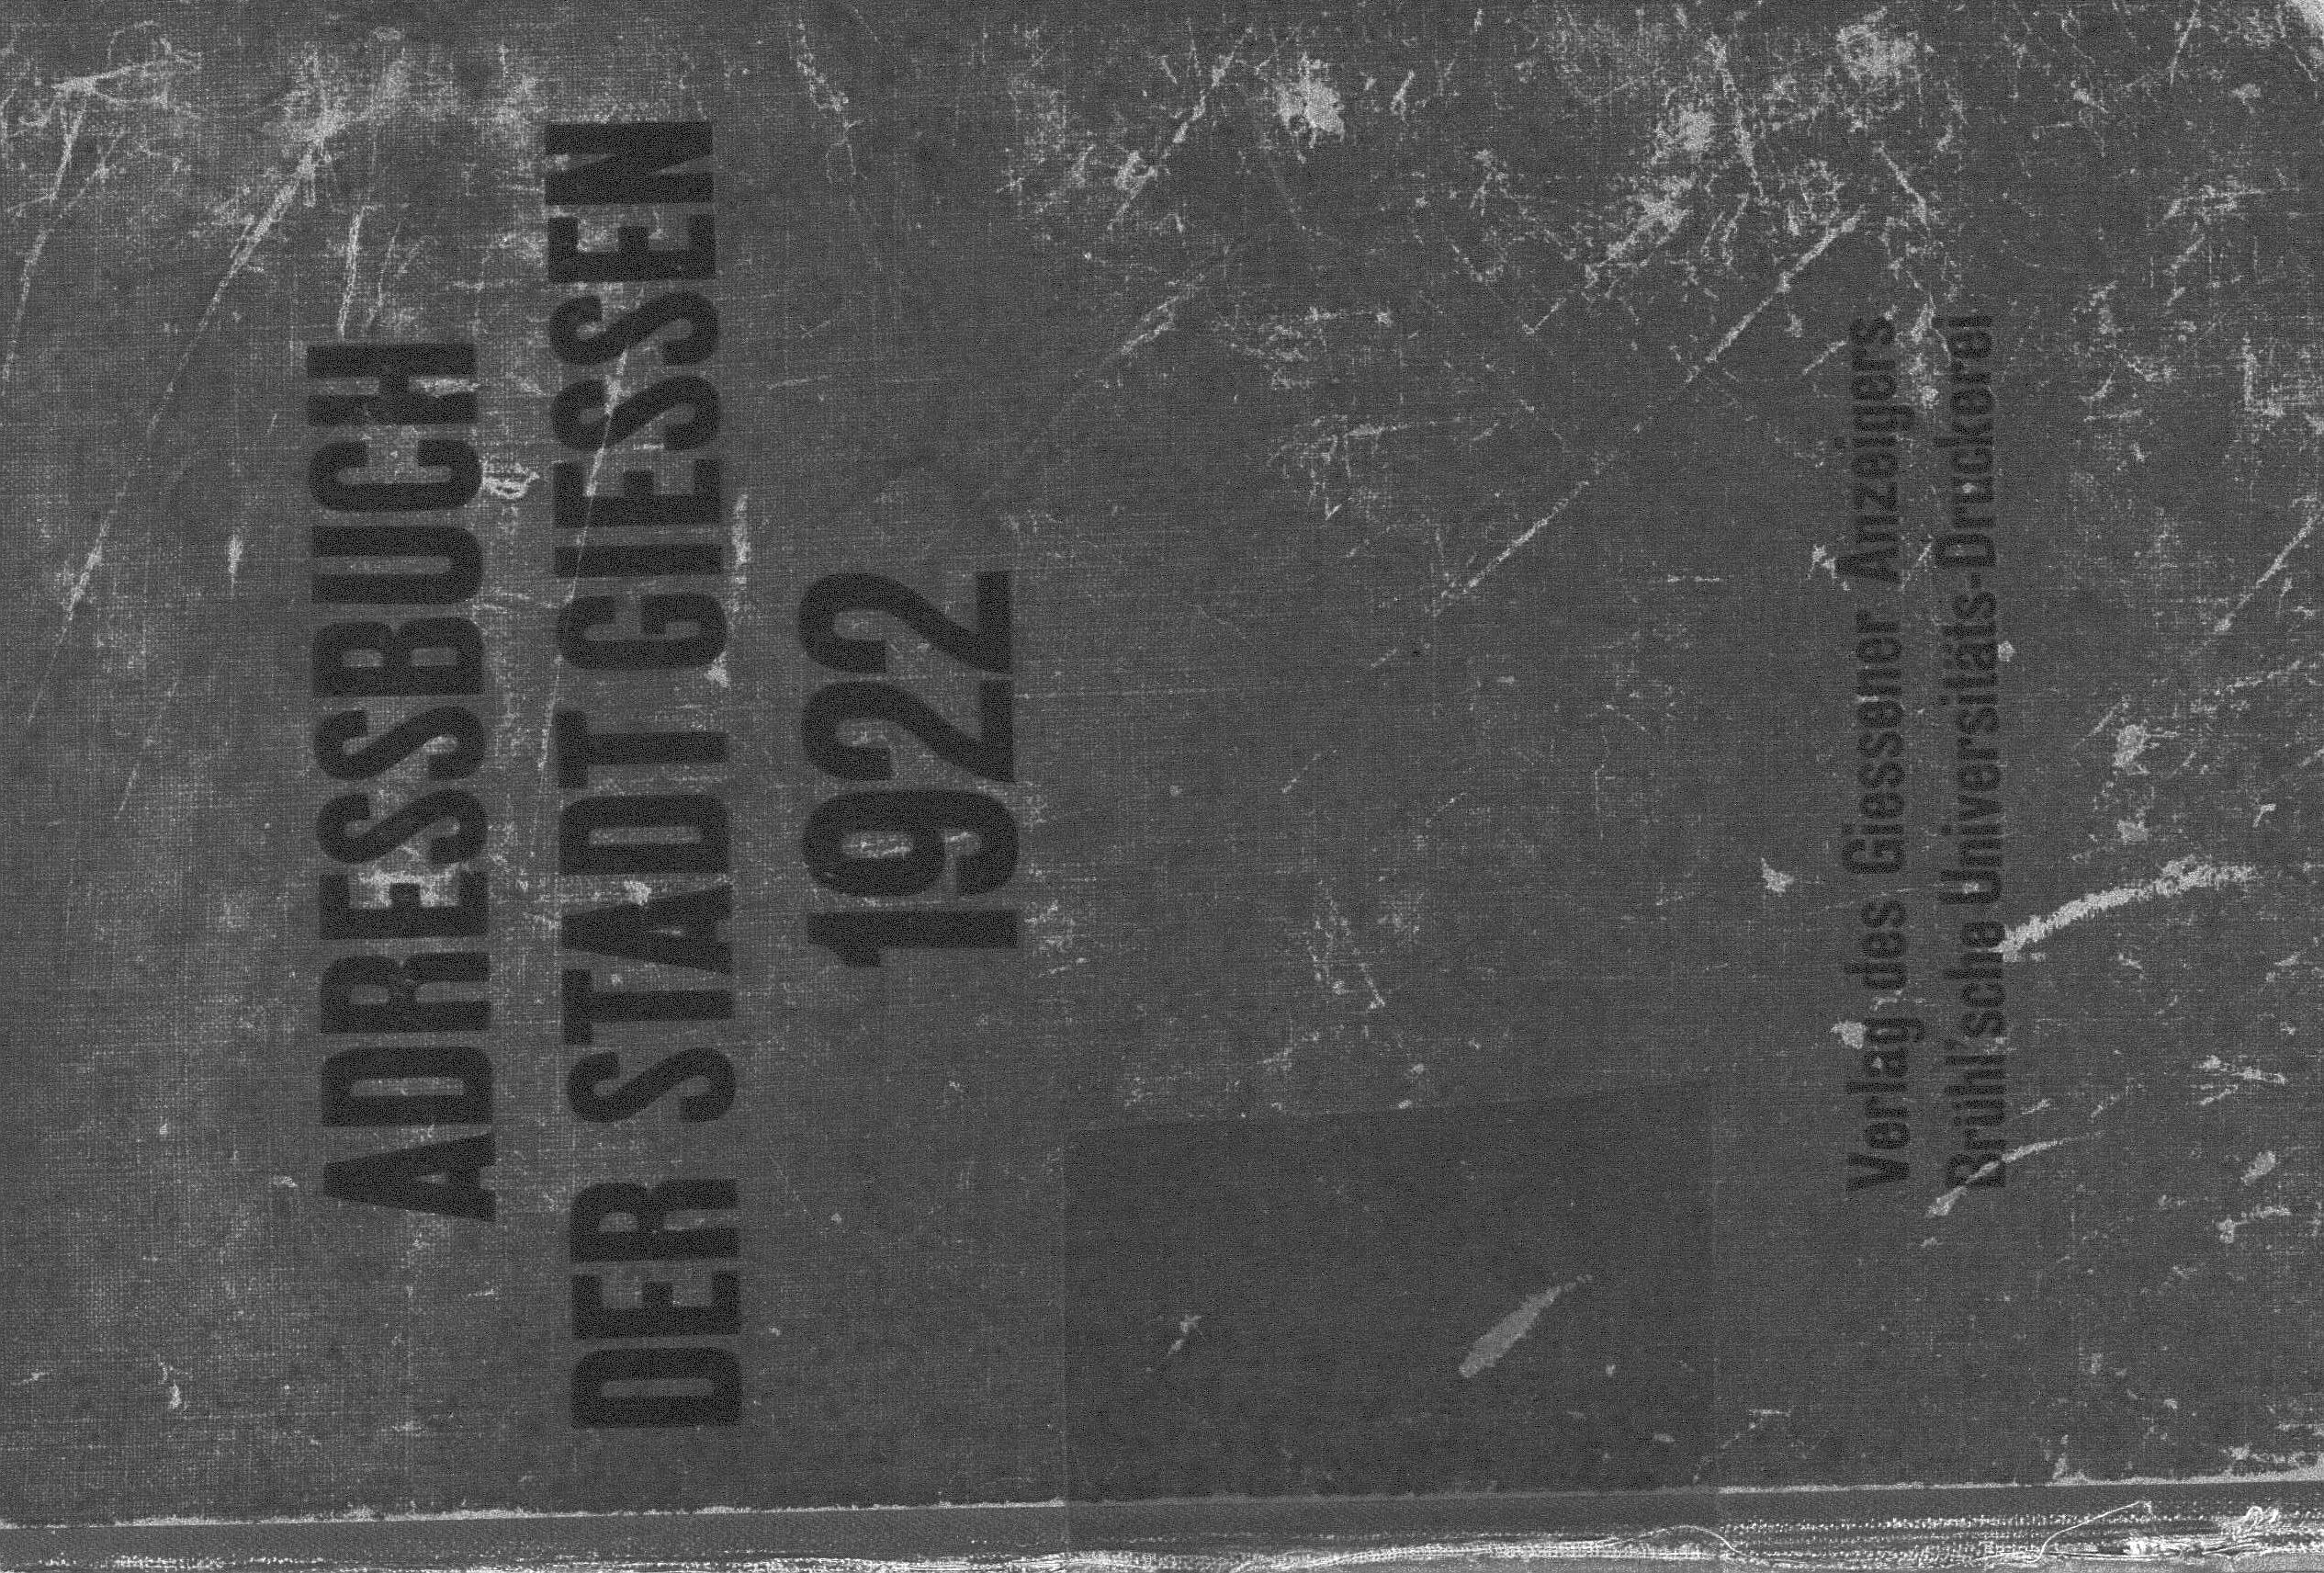 ADRESSBUCH
DER STADT GIESSEN
1922
Verlag des Giessener Anzeigers
Brühl'sche Universitäts-Druckerei